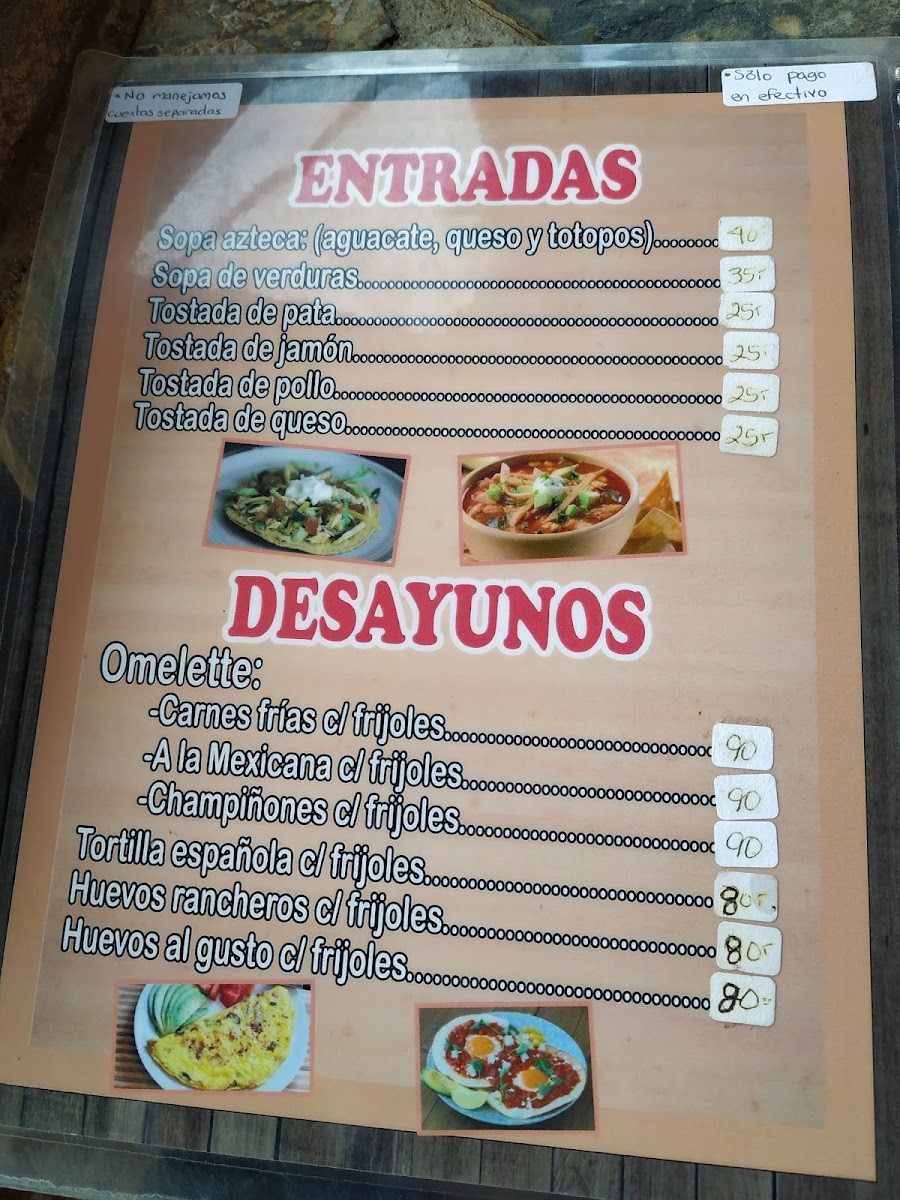 • No manejamos
cuentas separadas
• Sólo pago
en efectivo
ENTRADAS
Sopa azteca: (aguacate, queso y totopos)........ 40-
Sopa de verduras........ 35-
Tostada de pata........ 25-
Tostada de jamón........ 25-
Tostada de pollo........ 25-
Tostada de queso........ 25-
DESAYUNOS
Omelette:
-Carnes frías c/ frijoles........ 90
-A la Mexicana c/ frijoles........ 90
-Champiñones c/ frijoles........ 90
Tortilla española c/ frijoles........ 80-
Huevos rancheros c/ frijoles........ 80-
Huevos al gusto c/ frijoles........ 80-